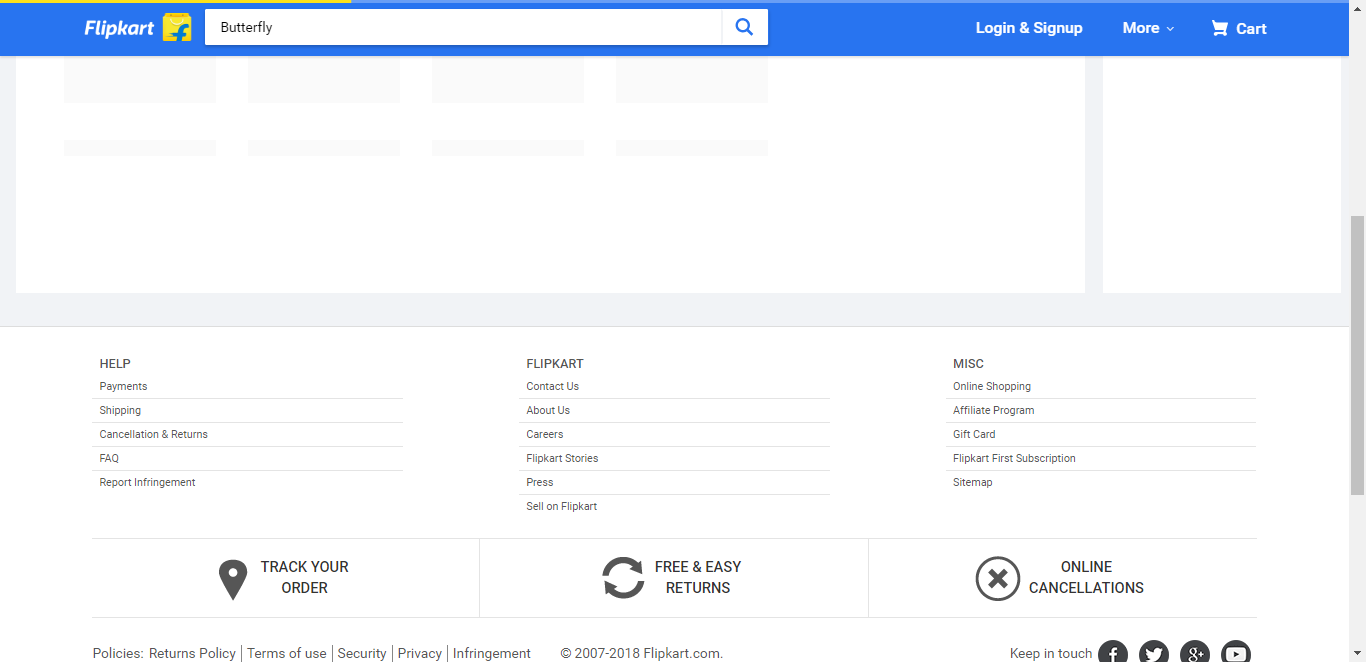 Flipkart Butterfly Login & Signup More Cart
HELP
Payments
Shipping
Cancellation & Returns
FAQ
Report Infringement
FLIPKART
Contact Us
About Us
Careers
Flipkart Stories
Press
Sell on Flipkart
MISC
Online Shopping
Affiliate Program
Gift Card
Flipkart First Subscription
Sitemap
TRACK YOUR
ORDER
FREE & EASY
RETURNS
ONLINE
CANCELLATIONS
Policies: Returns Policy | Terms of use | Security | Privacy | Infringement © 2007-2018 Flipkart.com. Keep in touch